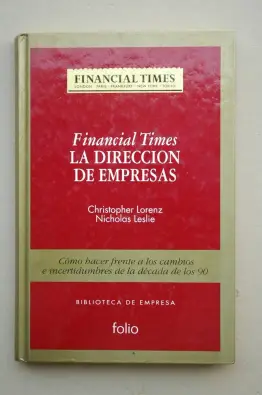 FINANCIAL TIMES
LONDON · PARIS · FRANKFURT · NEW YORK · TOKYO
Financial Times
LA DIRECCION
DE EMPRESAS
Christopher Lorenz
Nicholas Leslie
Cómo hacer frente a los cambios
e incertidumbres de la década de los 90
BIBLIOTECA DE EMPRESA
folio